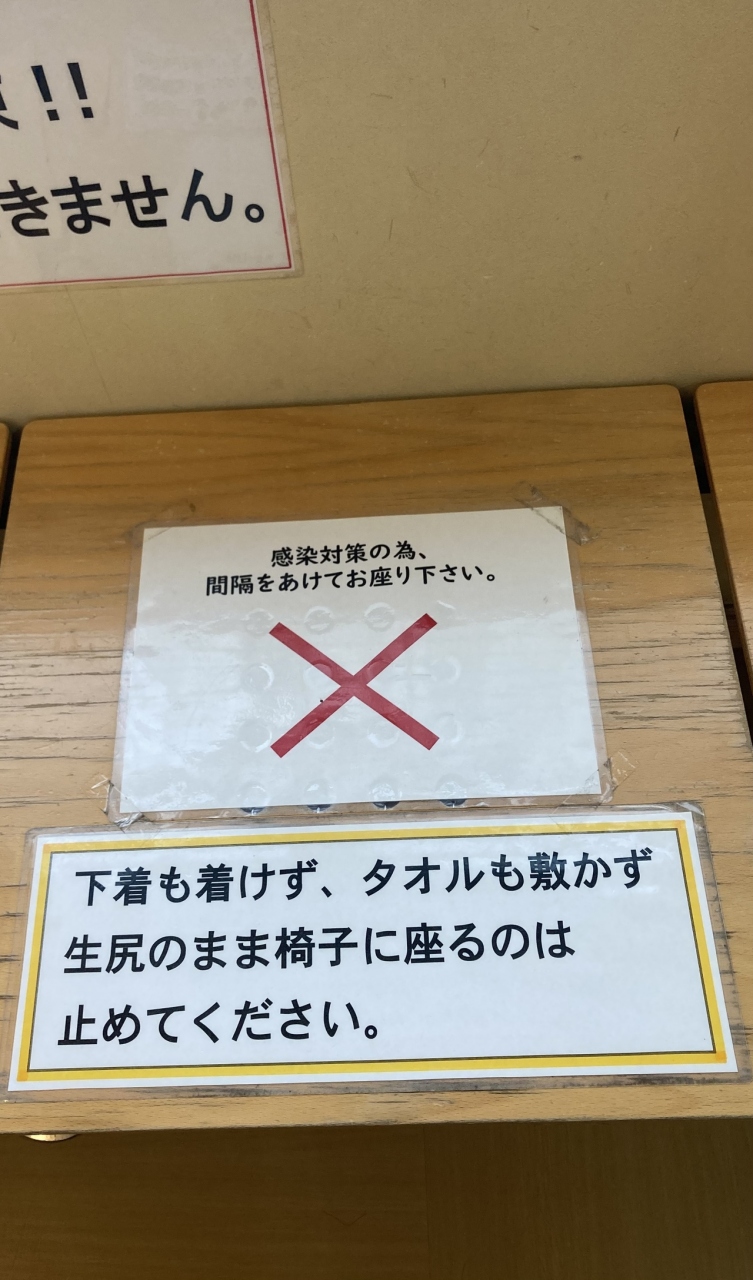 !!
きません。
感染対策の為、
間隔をあけてお座り下さい。
下着も着けず、タオルも敷かず
生尻のまま椅子に座るのは
止めてください。